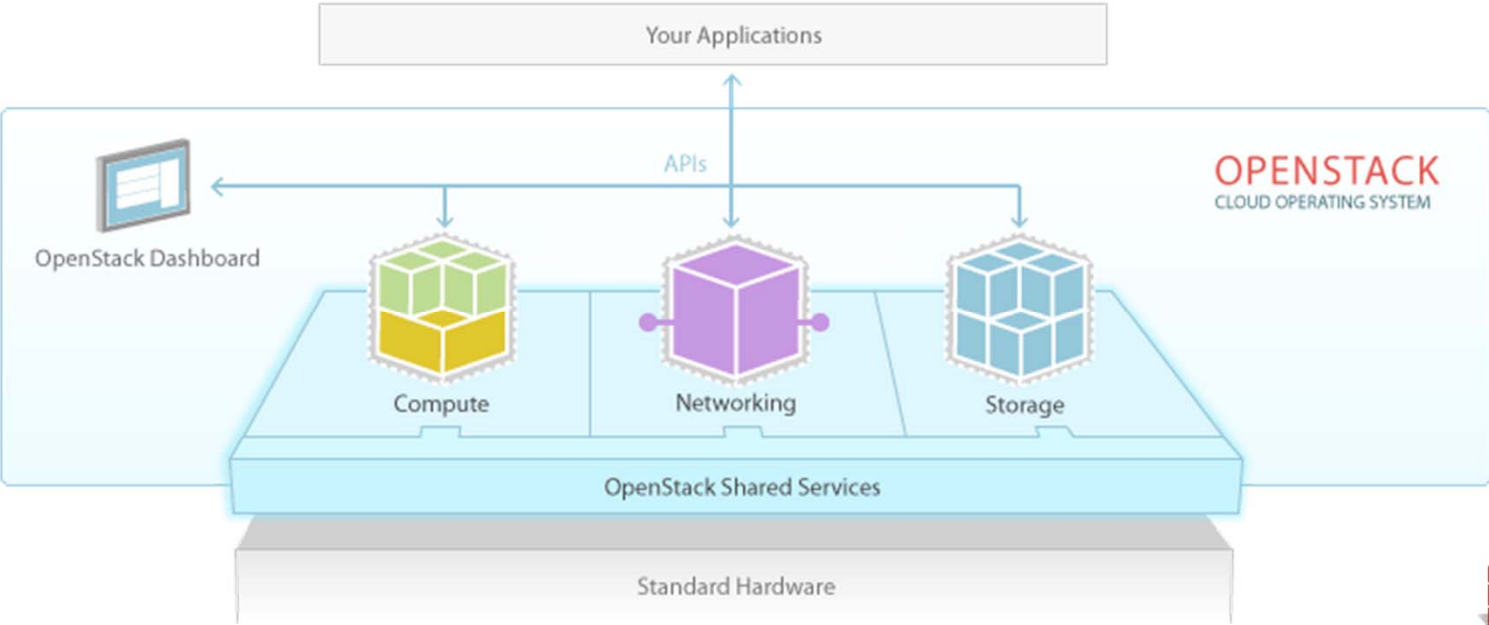 Your Applications
APIs
OPENSTACK
CLOUD OPERATING SYSTEM
OpenStack Dashboard
Compute
Networking
Storage
OpenStack Shared Services
Standard Hardware